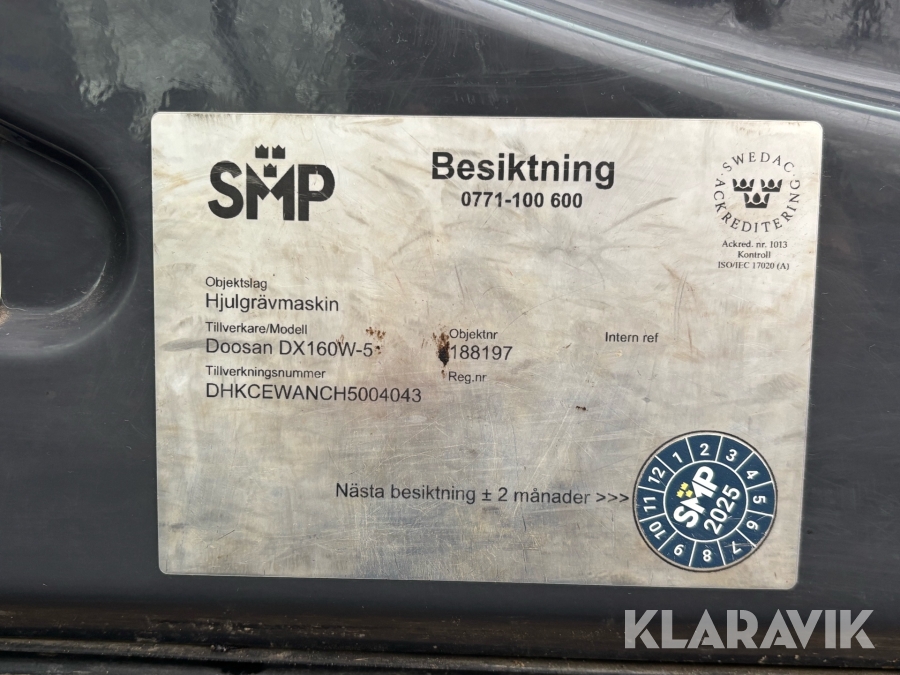 SMP
Besiktning
0771-100 600
SWEDAC
ACKREDITERING
Ackred. nr. 1013
Kontroll
ISO/IEC 17020 (A)
Objektslag
Hjulgrävmaskin
Tillverkare/Modell
Doosan DX160W-5
Objektnr
188197
Intern ref
Tillverkningsnummer
DHKCEWANCH5004043
Reg.nr
Nästa besiktning ± 2 månader >>>
1 2 3 4 5 6 7 8 9 10 11 12
SMP
2025
KLARAVIK